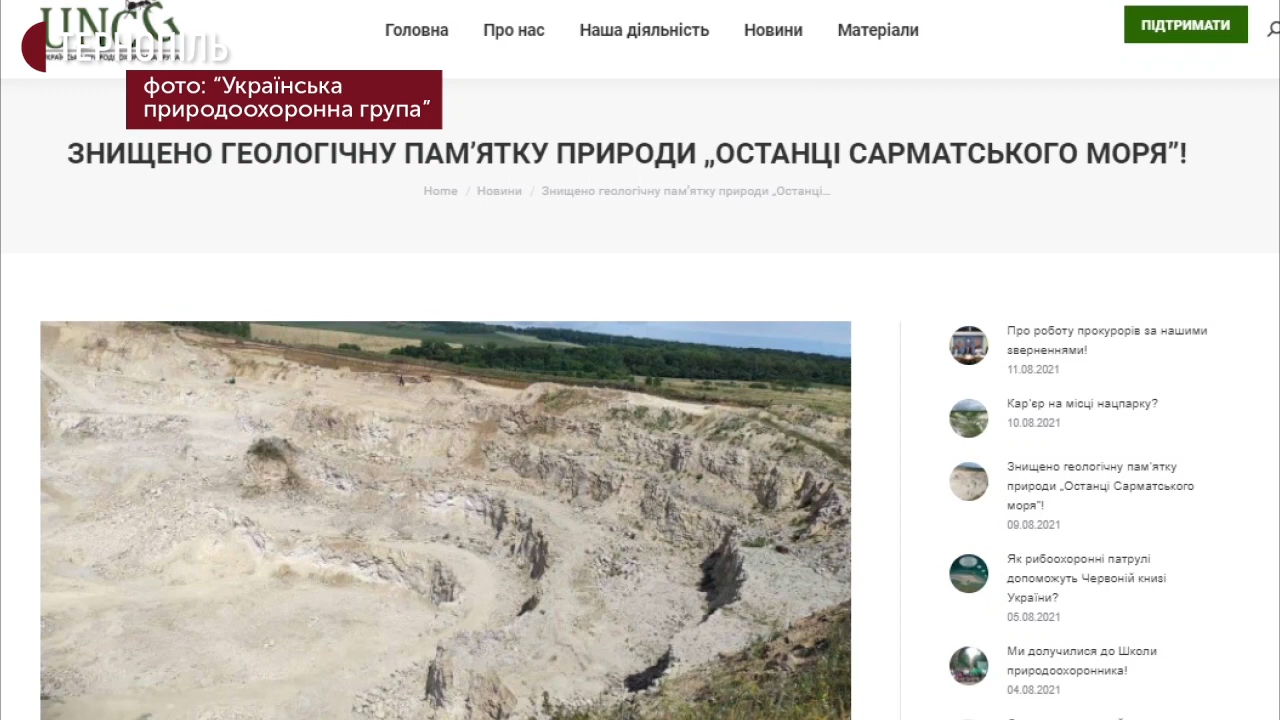 UNCG
ТЕРНОПІЛЬ
Головна
Про нас
Наша діяльність
Новини
Матеріали
ПІДТРИМАТИ
фото: “Українська
природоохоронна група”
ЗНИЩЕНО ГЕОЛОГІЧНУ ПАМ’ЯТКУ ПРИРОДИ „ОСТАНЦІ САРМАТСЬКОГО МОРЯ”!
Home / Новини / Знищено геологічну пам’ятку природи „Останці...
Про роботу прокурорів за нашими
зверненнями!
11.08.2021
Кар’єр на місці нацпарку?
10.08.2021
Знищено геологічну пам’ятку
природи „Останці Сарматського
моря”!
09.08.2021
Як рибоохоронні патрулі
допоможуть Червоній книзі
України?
05.08.2021
Ми долучилися до Школи
природоохоронника!
04.08.2021